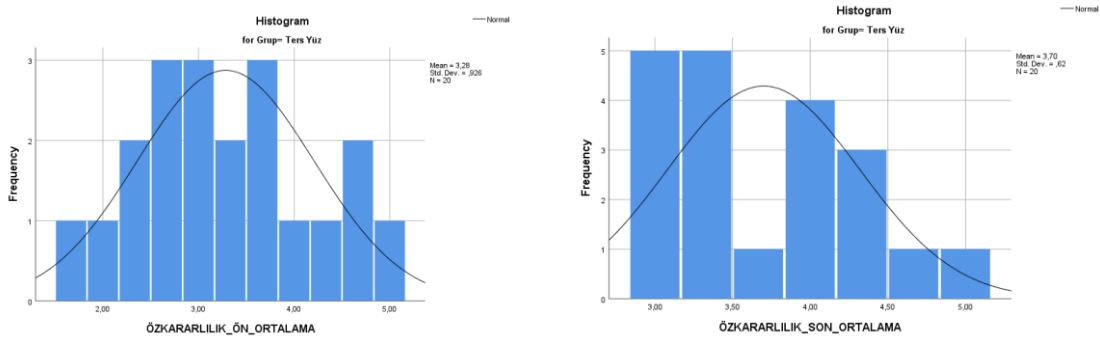 Histogram
Normal
for Grup= Ters Yüz
Mean = 3,28
Std. Dev. = ,926
N = 20
Frequency
3
2
1
0
2,00 3,00 4,00 5,00
ÖZKARARLILIK_ÖN_ORTALAMA
Histogram
Normal
for Grup= Ters Yüz
Mean = 3,70
Std. Dev. = ,62
N = 20
Frequency
5
4
3
2
1
0
3,00 3,50 4,00 4,50 5,00
ÖZKARARLILIK_SON_ORTALAMA